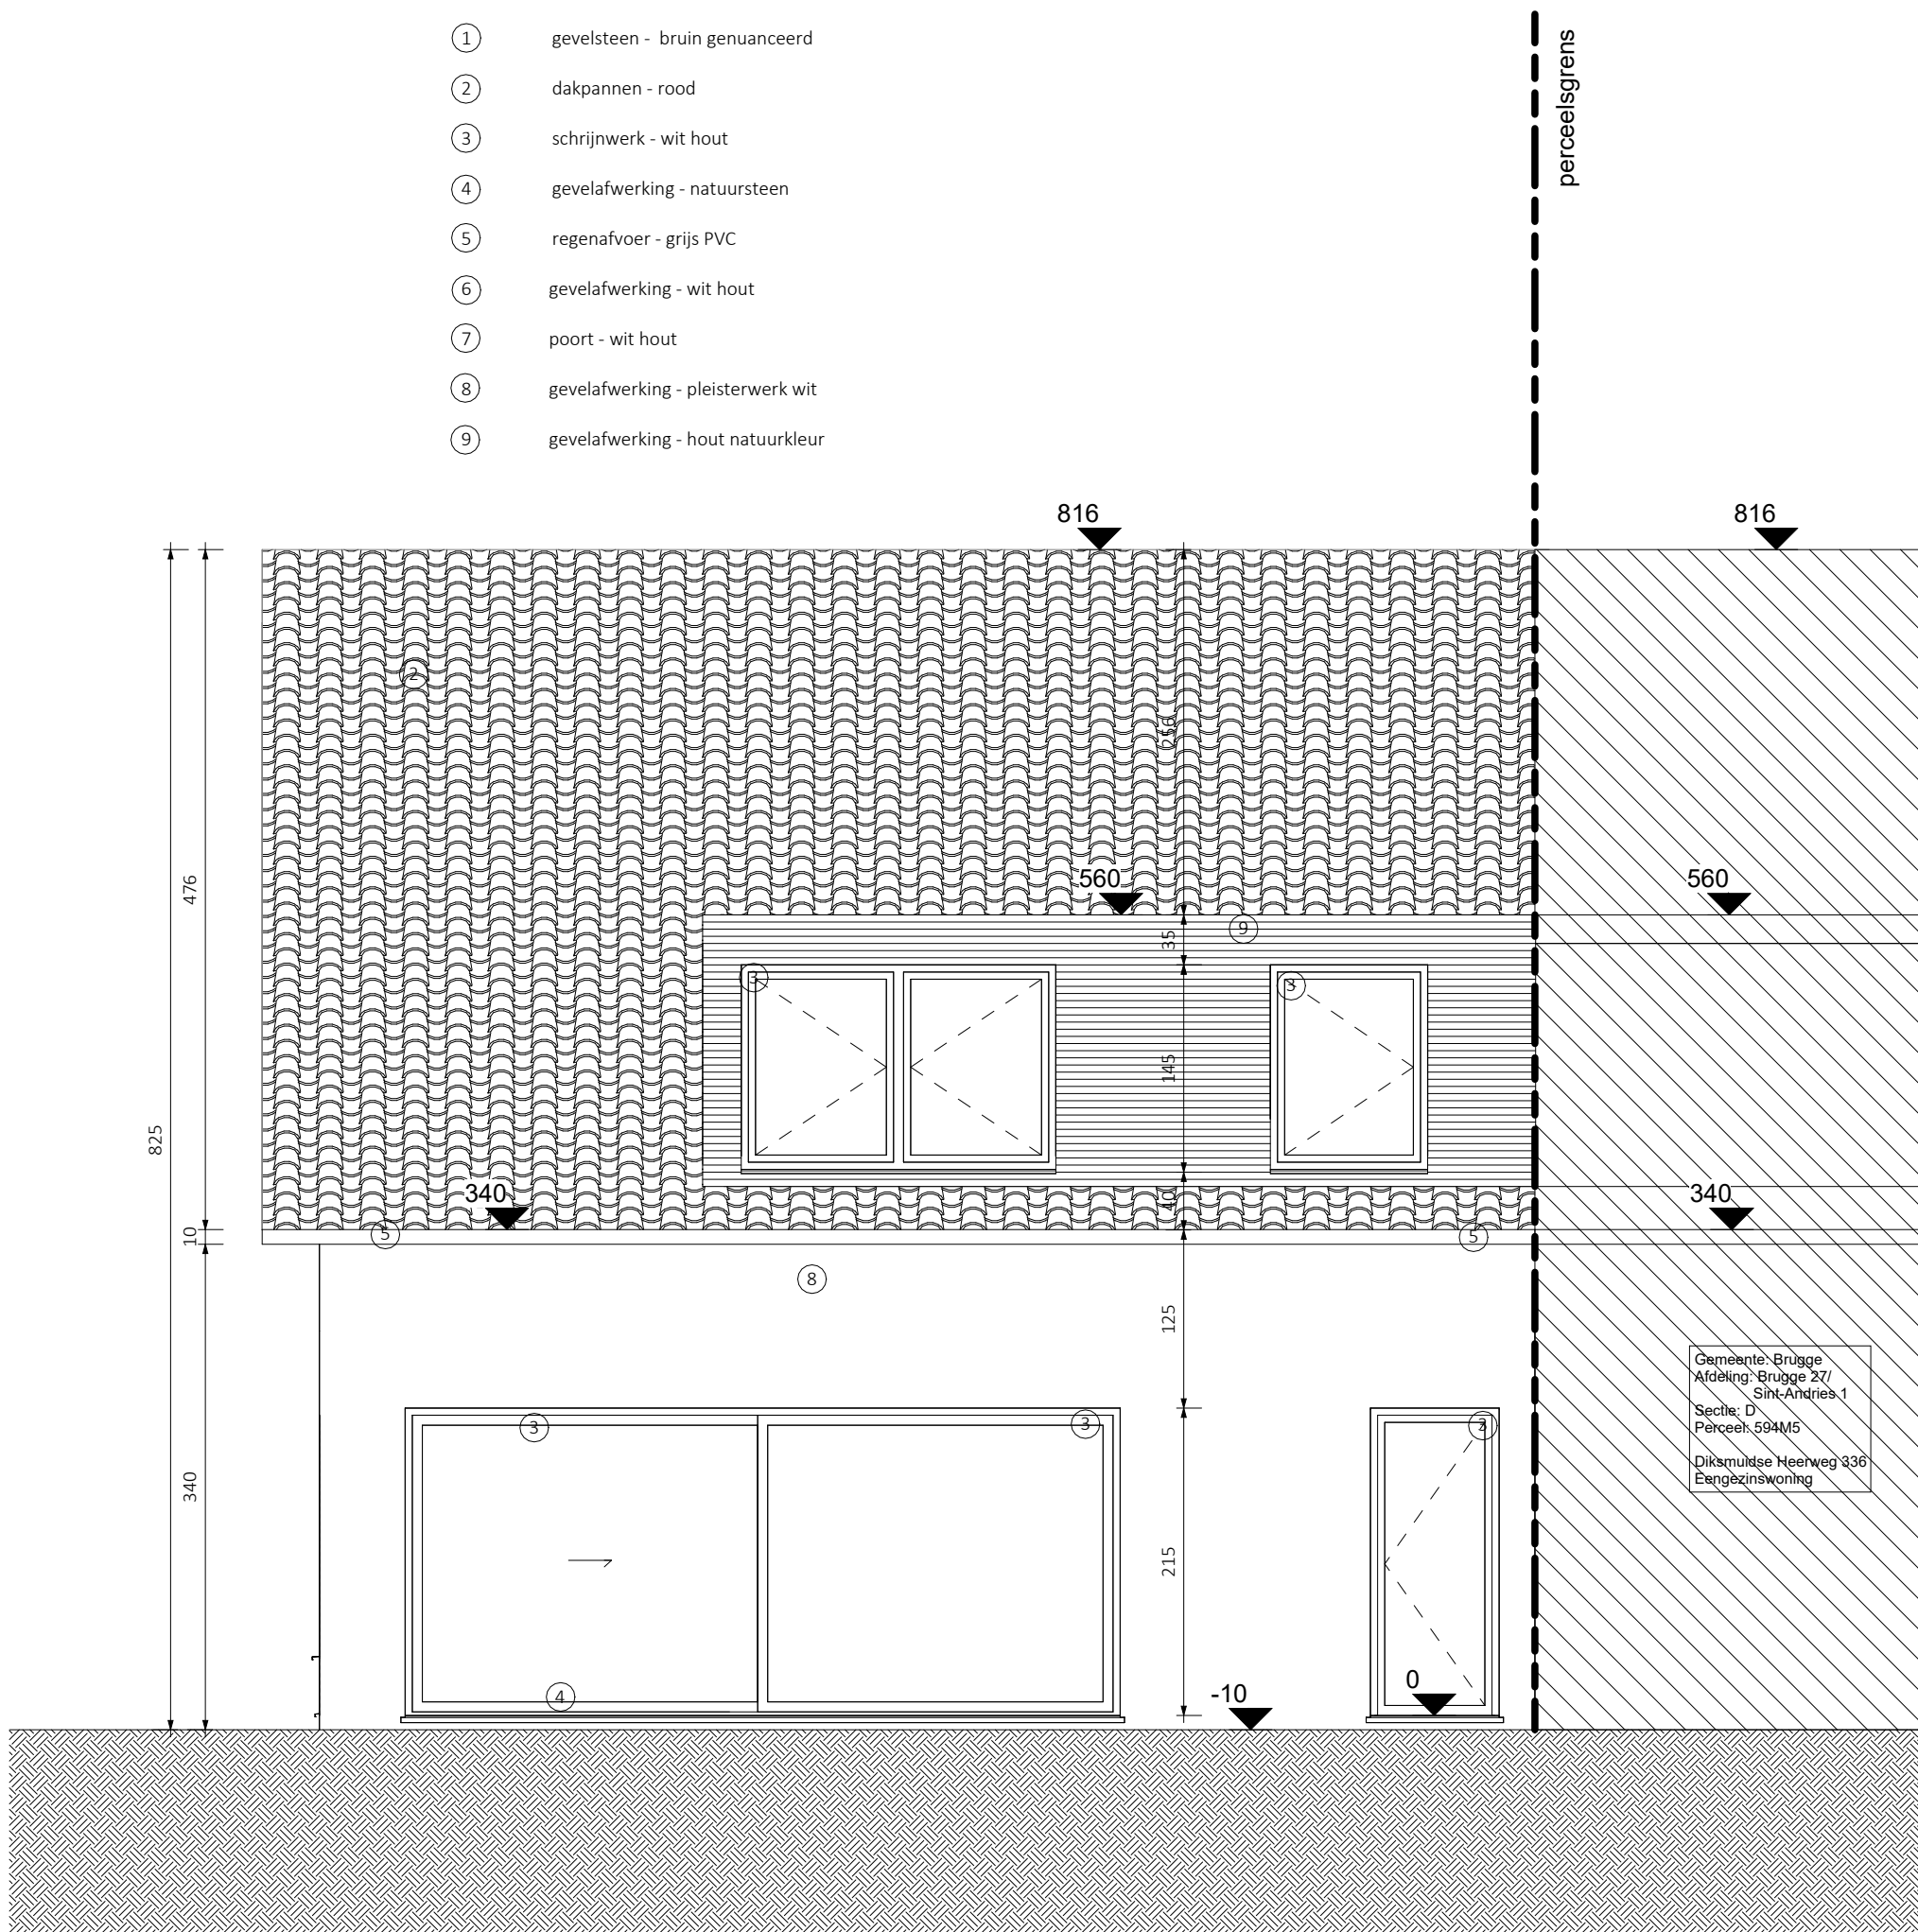 1 gevelsteen - bruin genuanceerd
2 dakpannen - rood
3 schrijnwerk - wit hout
4 gevelafwerking - natuursteen
5 regenafvoer - grijs PVC
6 gevelafwerking - wit hout
7 poort - wit hout
8 gevelafwerking - pleisterwerk wit
9 gevelafwerking - hout natuurkleur
perceelsgrens
816
816
2
256
476
560
560
9
35
3
3
145
825
340
340
40
10
5
5
8
125
Gemeente: Brugge
Afdeling: Brugge 27/
Sint-Andries 1
Sectie: D
Perceel: 594M5
Diksmuidse Heerweg 336
Eengezinswoning
3
3
3
340
215
4
-10
0